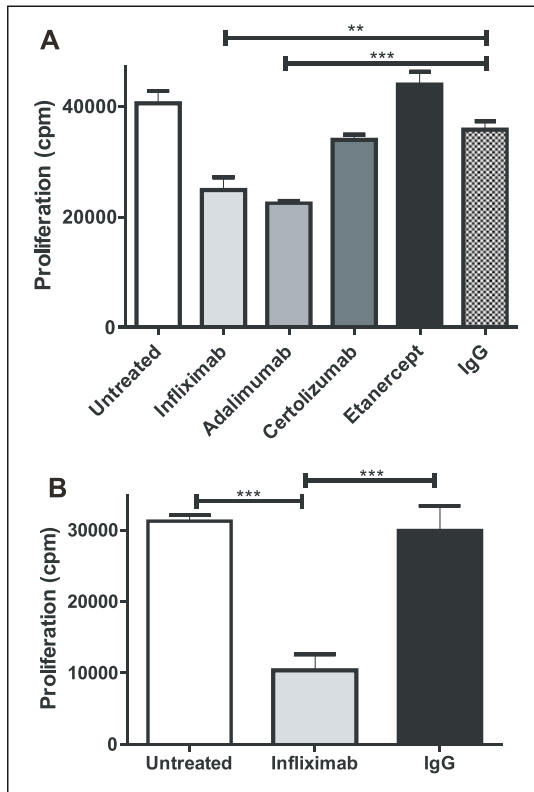 A
**
***
Proliferation (cpm)
40000
20000
0
Untreated
Infliximab
Adalimumab
Certolizumab
Etanercept
IgG
B
***
***
Proliferation (cpm)
30000
20000
10000
0
Untreated
Infliximab
IgG